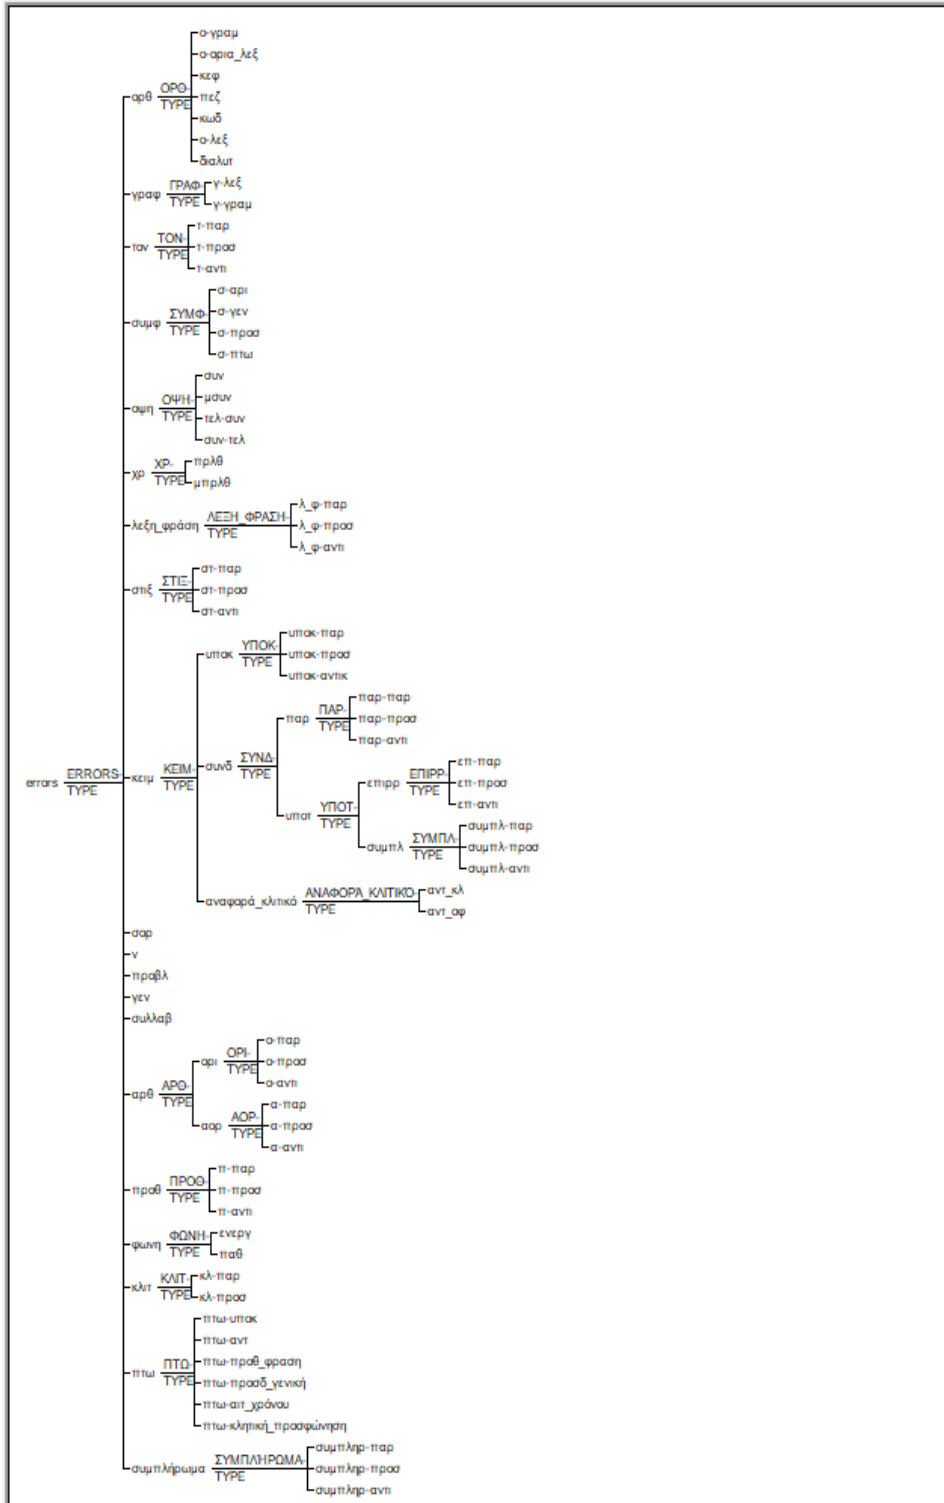 ο-γραμ
ο-ορια_λεξ
κεφ
ορθ ΟΡΘ-TYPE πεζ
κωδ
ο-λεξ
διαλυτ
γραφ ΓΡΑΦ-TYPE γ-λεξ
γ-γραμ
τ-παρ
τον ΤΟΝ-TYPE τ-προσ
τ-αντι
σ-αρι
σ-γεν
συμφ ΣΥΜΦ-TYPE σ-προσ
σ-πτω
συν
μσυν
οψη ΟΨΗ-TYPE τελ-συν
συν-τελ
χρ ΧΡ-TYPE πρλθ
μπρλθ
λ_φ-παρ
λεξη_φράση ΛΕΞΗ_ΦΡΑΣΗ-TYPE λ_φ-προσ
λ_φ-αντι
στ-παρ
στιξ ΣΤΙΞ-TYPE στ-προσ
στ-αντι
υποκ-παρ
υποκ ΥΠΟΚ-TYPE υποκ-προσ
υποκ-αντικ
παρ-παρ
παρ ΠΑΡ-TYPE παρ-προσ
παρ-αντι
επ-παρ
errors ERRORS-TYPE κειμ ΚΕΙΜ-TYPE συνδ ΣΥΝΔ-TYPE επιρρ ΕΠΙΡΡ-TYPE επ-προσ
επ-αντι
υποτ ΥΠΟΤ-TYPE συμπλ-παρ
συμπλ ΣΥΜΠΛ-TYPE συμπλ-προσ
συμπλ-αντι
αναφορά_κλιτικό ΑΝΑΦΟΡΆ_ΚΛΙΤΙΚΌ-TYPE αντ_κλ
αντ_οφ
σαρ
ν
προβλ
γεν
συλλαβ
ο-παρ
ορι ΟΡΙ-TYPE ο-προσ
ο-αντι
αρθ ΑΡΘ-TYPE α-παρ
αορ ΑΟΡ-TYPE α-προσ
α-αντι
π-παρ
προθ ΠΡΟΘ-TYPE π-προσ
π-αντι
φωνη ΦΩΝΗ-TYPE ενεργ
παθ
κλιτ ΚΛΙΤ-TYPE κλ-παρ
κλ-προσ
πτω-υποκ
πτω-αντ
πτω-προθ_φραση
πτω ΠΤΩ-TYPE πτω-προσδ_γενική
πτω-αιτ_χρόνου
πτω-κλητική_προσφώνηση
συμπληρ-παρ
συμπλήρωμα ΣΥΜΠΛΉΡΩΜΑ-TYPE συμπληρ-προσ
συμπληρ-αντι